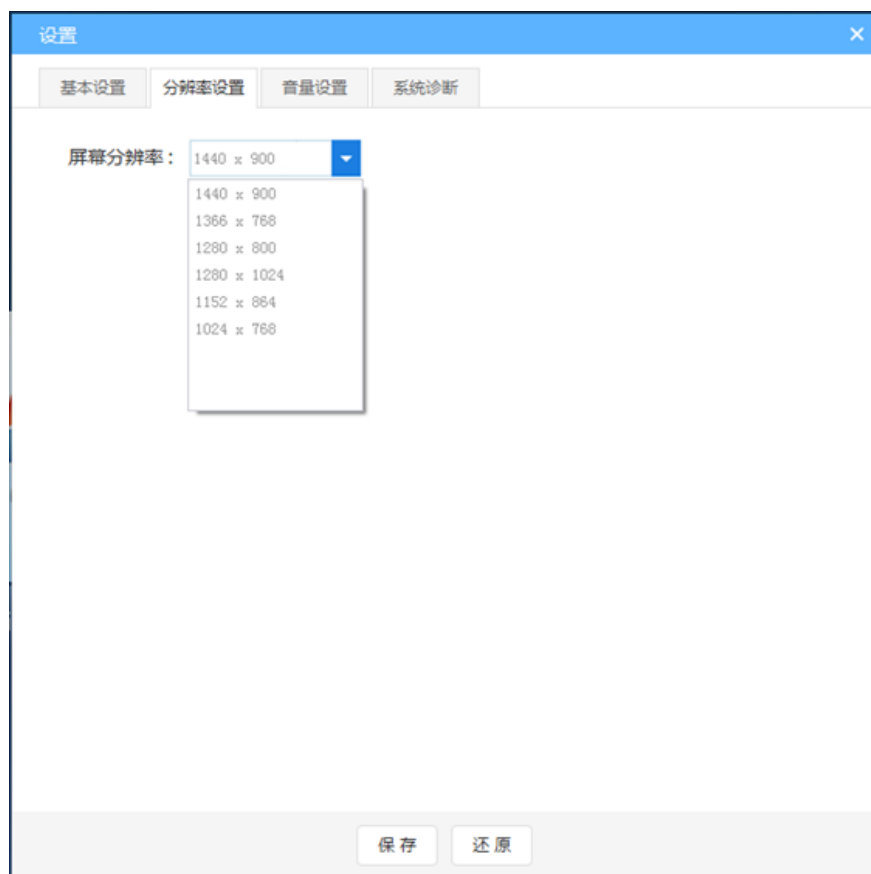 设置
基本设置 分辨率设置 音量设置 系统诊断
屏幕分辨率： 1440 x 900
1440 x 900
1366 x 768
1280 x 800
1280 x 1024
1152 x 864
1024 x 768
保存 还原